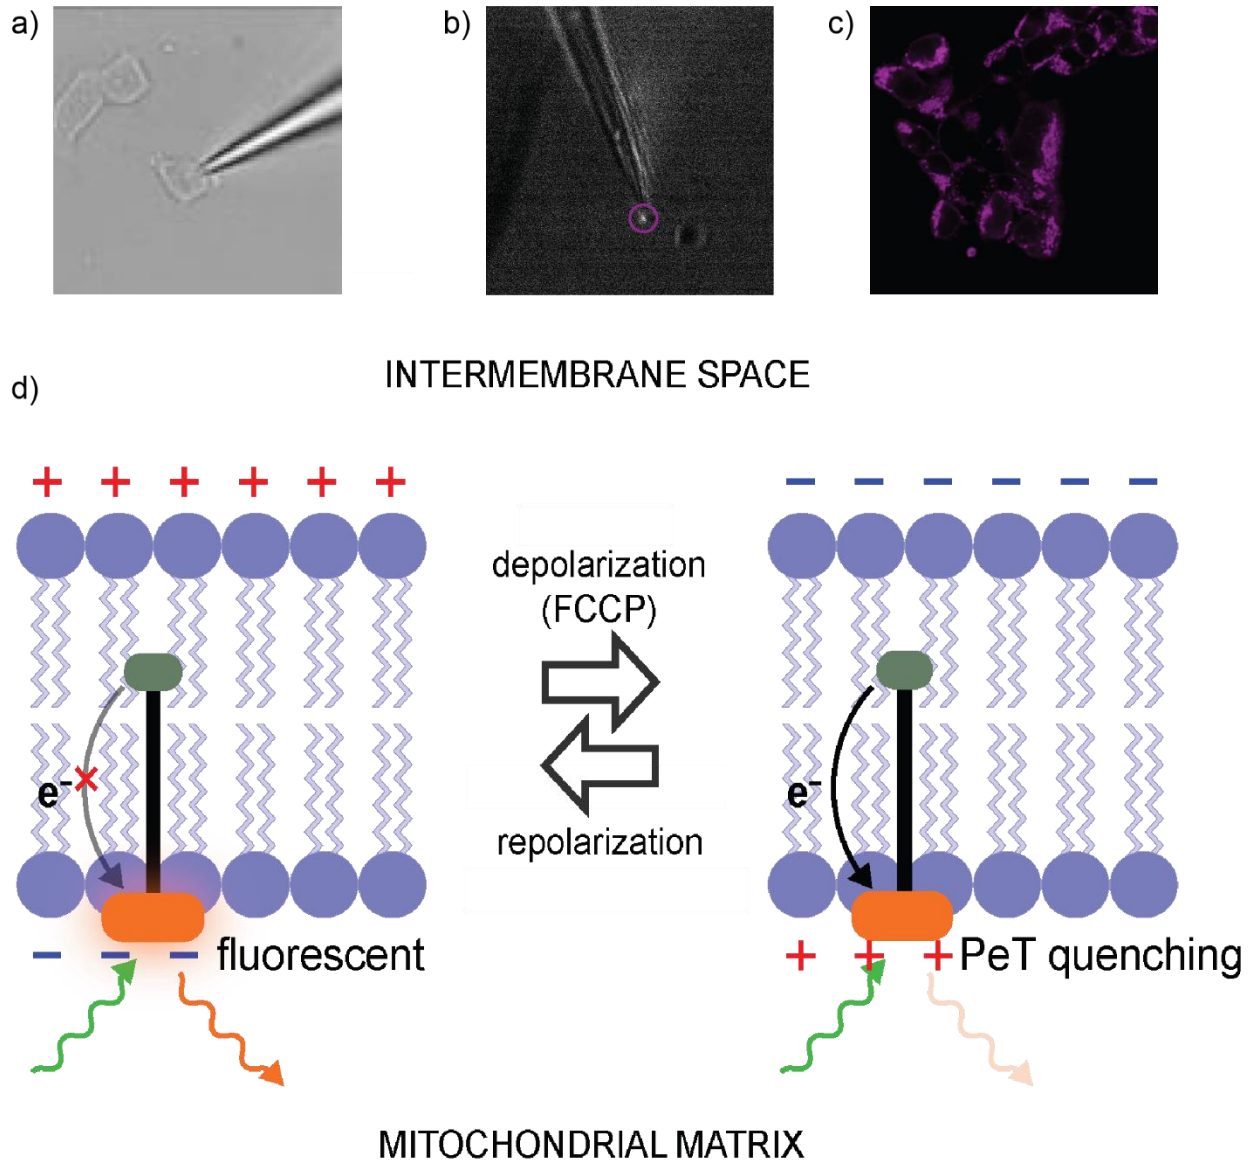 a)
b)
c)
INTERMEMBRANE SPACE
d)
+ + + + + +
− − − − − −
depolarization
(FCCP)
e⁻
e⁻
repolarization
− − − fluorescent
+ + + PeT quenching
MITOCHONDRIAL MATRIX